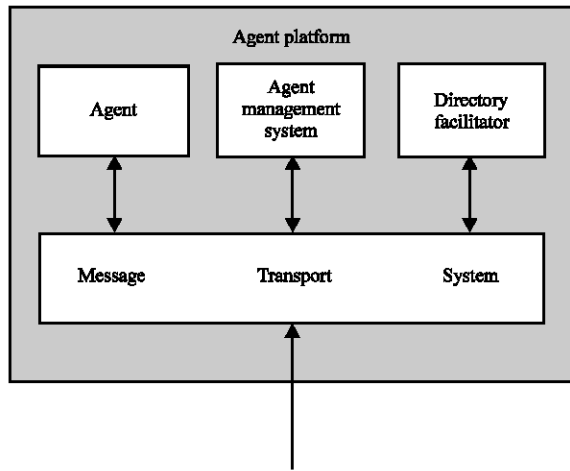 Agent platform
Agent
Agent
management
system
Directory
facilitator
Message Transport System